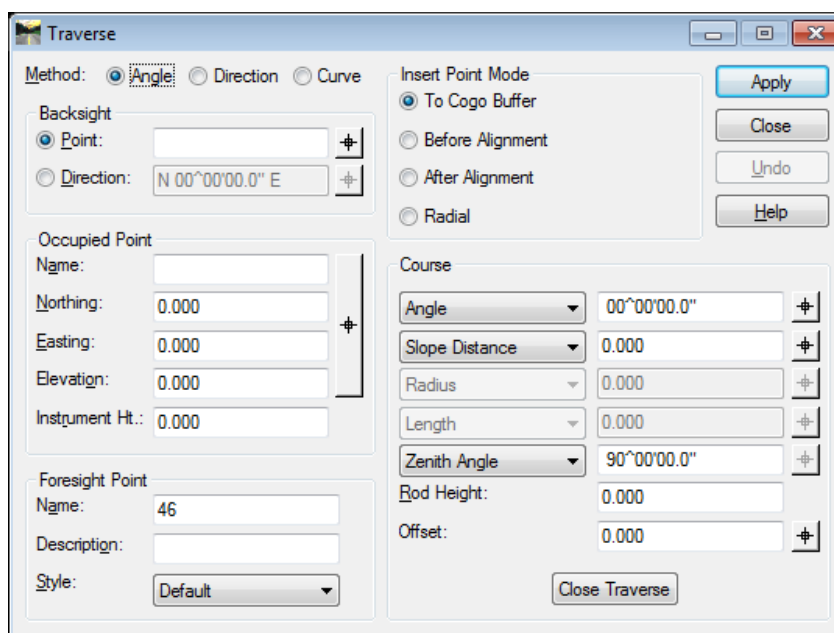 Traverse
Method: Angle Direction Curve
Backsight
Point:
Direction: N 00^00'00.0" E
Occupied Point
Name:
Northing: 0.000
Easting: 0.000
Elevation: 0.000
Instrument Ht.: 0.000
Foresight Point
Name: 46
Description:
Style: Default
Insert Point Mode
To Cogo Buffer
Before Alignment
After Alignment
Radial
Apply
Close
Undo
Help
Course
Angle 00^00'00.0"
Slope Distance 0.000
Radius 0.000
Length 0.000
Zenith Angle 90^00'00.0"
Rod Height: 0.000
Offset: 0.000
Close Traverse